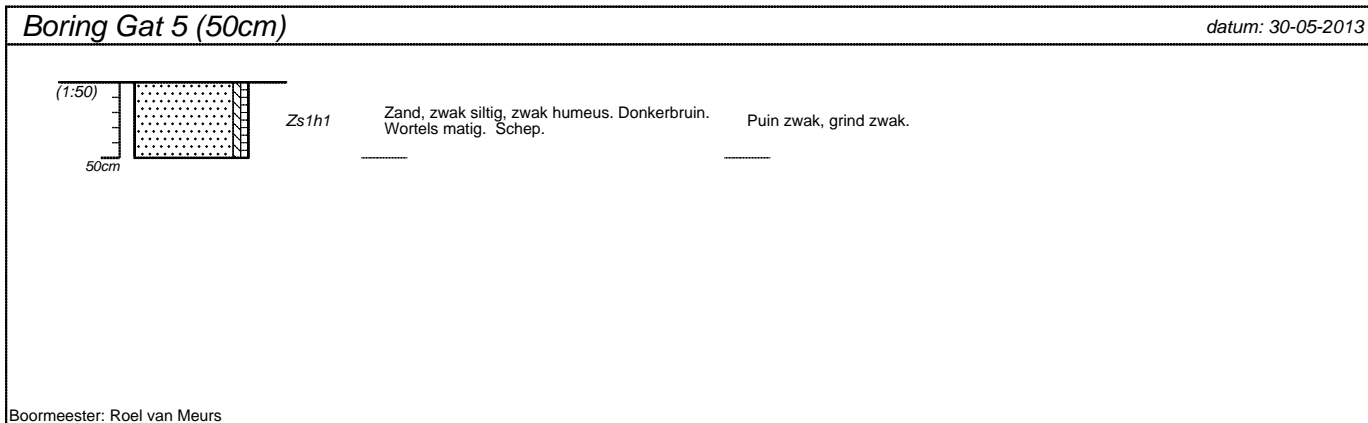 Boring Gat 5 (50cm)
datum: 30-05-2013
(1:50)
Zs1h1
Zand, zwak siltig, zwak humeus. Donkerbruin.
Wortels matig. Schep.
Puin zwak, grind zwak.
50cm
Boormeester: Roel van Meurs